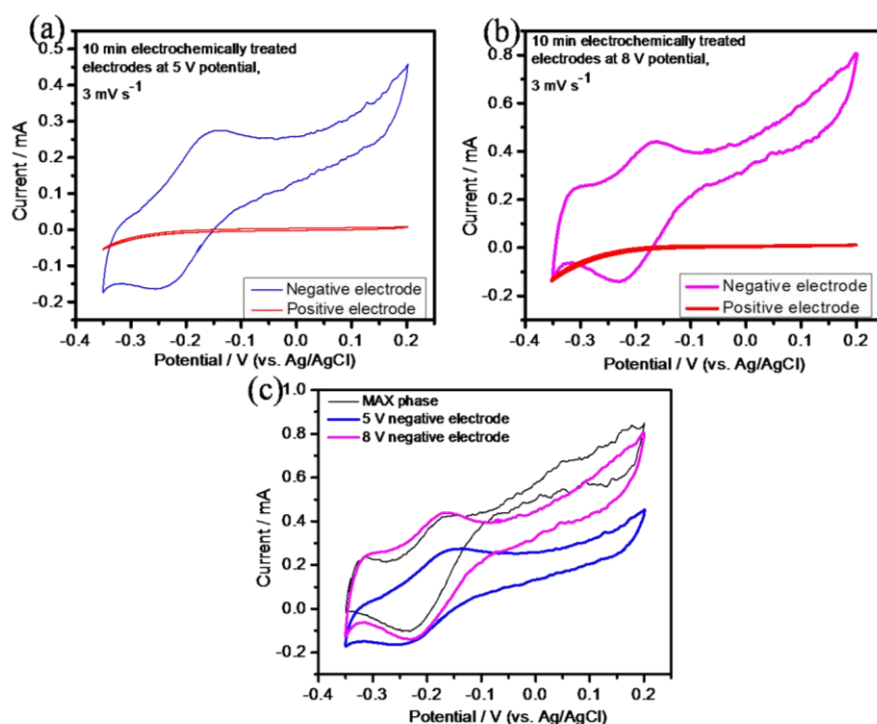 (a)
10 min electrochemically treated
electrodes at 5 V potential,
3 mV s⁻¹
0.5
0.4
0.3
0.2
0.1
0.0
-0.1
-0.2
Current / mA
Negative electrode
Positive electrode
-0.4 -0.3 -0.2 -0.1 0.0 0.1 0.2
Potential / V (vs. Ag/AgCl)
(b)
10 min electrochemically treated
electrodes at 8 V potential,
3 mV s⁻¹
0.8
0.6
0.4
0.2
0.0
-0.2
Current / mA
Negative electrode
Positive electrode
-0.4 -0.3 -0.2 -0.1 0.0 0.1 0.2
Potential / V (vs. Ag/AgCl)
(c)
MAX phase
5 V negative electrode
8 V negative electrode
1.0
0.8
0.6
0.4
0.2
0.0
-0.2
Current / mA
-0.4 -0.3 -0.2 -0.1 0.0 0.1 0.2
Potential / V (vs. Ag/AgCl)